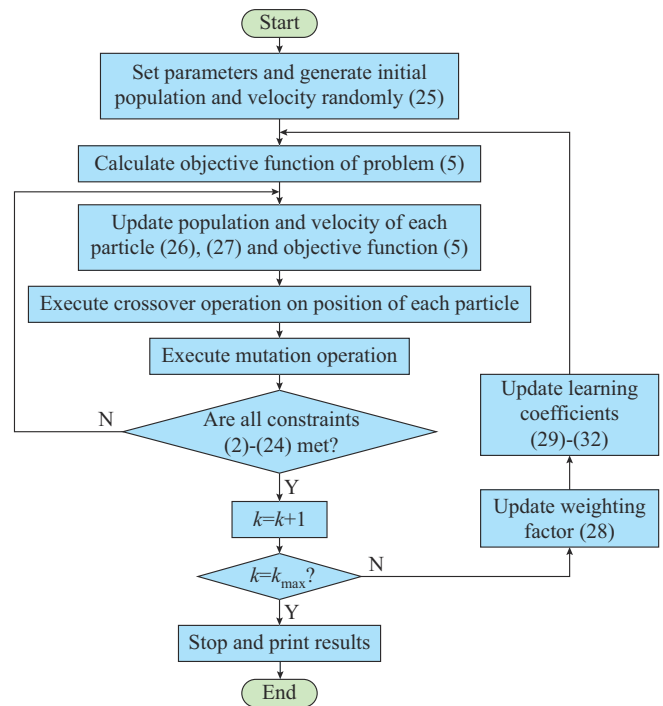 Start
Set parameters and generate initial
population and velocity randomly (25)
Calculate objective function of problem (5)
Update population and velocity of each
particle (26), (27) and objective function (5)
Execute crossover operation on position of each particle
Execute mutation operation
N
Are all constraints
(2)-(24) met?
Y
k=k+1
k=kmax?
N
Y
Update weighting
factor (28)
Update learning
coefficients
(29)-(32)
Stop and print results
End